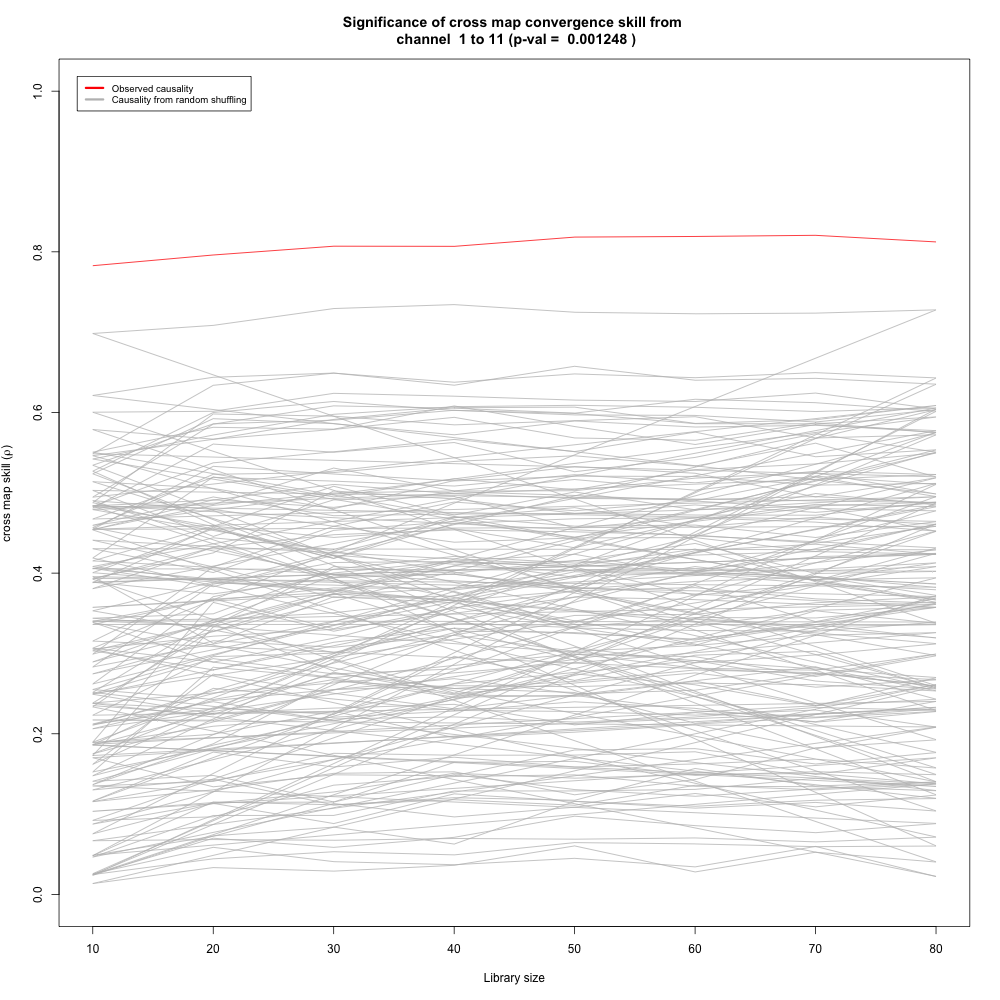 Significance of cross map convergence skill from
channel  1 to 11 (p-val =  0.001248 )
Observed causality
Causality from random shuffling
1.0
0.8
0.6
0.4
0.2
0.0
cross map skill (ρ)
10 20 30 40 50 60 70 80
Library size